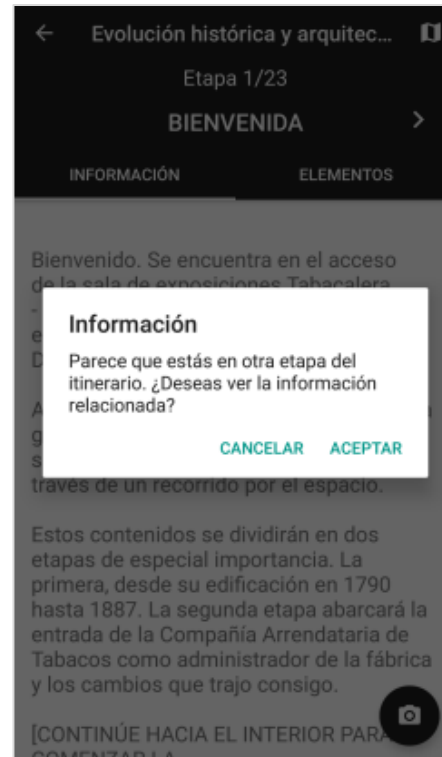 Evolución histórica y arquitec...
Etapa 1/23
BIENVENIDA
INFORMACIÓN
ELEMENTOS
Bienvenido. Se encuentra en el acceso
de la sala de exposiciones Tabacalera
Información
Parece que estás en otra etapa del
itinerario. ¿Deseas ver la información
relacionada?
CANCELAR
ACEPTAR
través de un recorrido por el espacio.
Estos contenidos se dividirán en dos
etapas de especial importancia. La
primera, desde su edificación en 1790
hasta 1887. La segunda etapa abarcará la
entrada de la Compañía Arrendataria de
Tabacos como administrador de la fábrica
y los cambios que trajo consigo.
[CONTINÚE HACIA EL INTERIOR PARA
COMENZAR LA